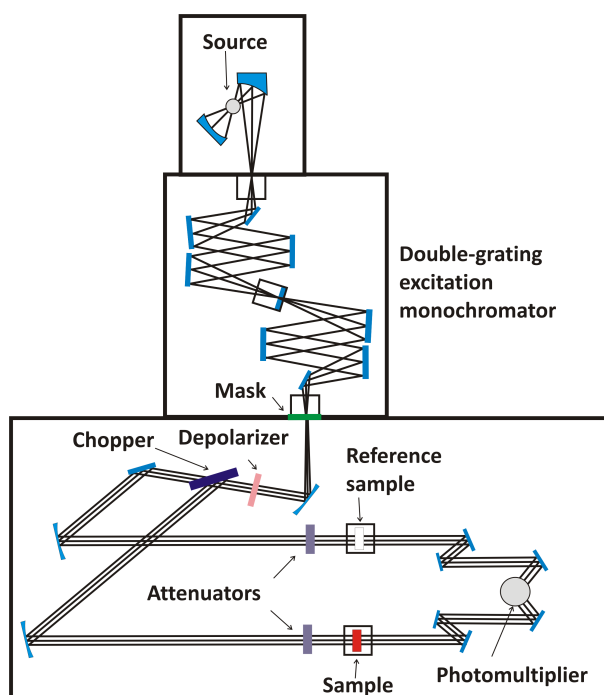 Source
Double-grating
excitation
monochromator
Mask
Chopper
Depolarizer
Reference
sample
Attenuators
Photomultiplier
Sample